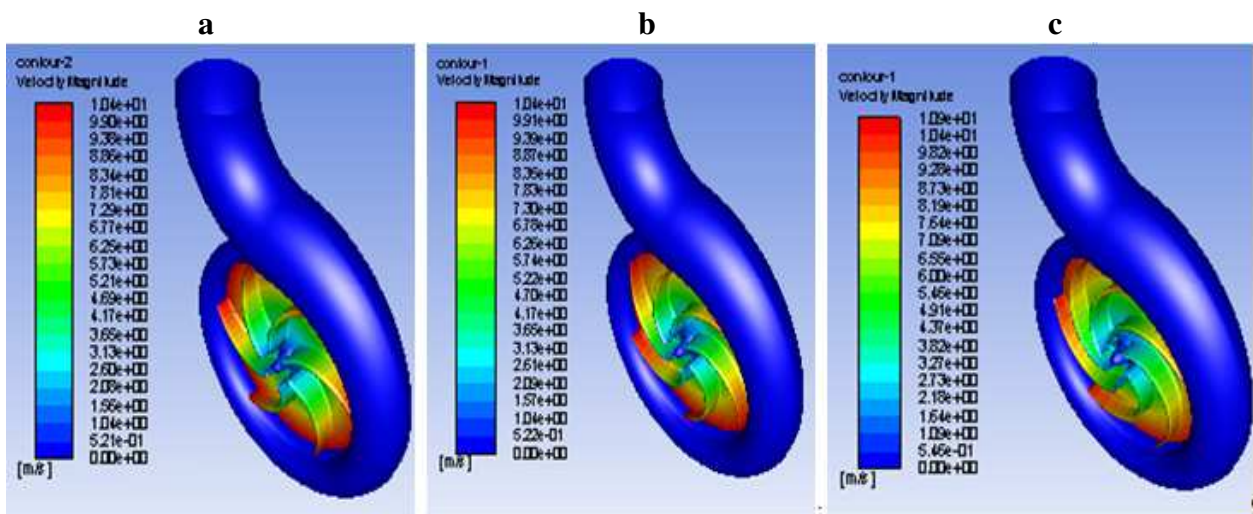 a
b
c
contour-2
Velocity Magnitude
1.04e+01
9.90e+00
9.38e+00
8.86e+00
8.34e+00
7.81e+00
7.29e+00
6.77e+00
6.25e+00
5.73e+00
5.21e+00
4.69e+00
4.17e+00
3.65e+00
3.13e+00
2.60e+00
2.08e+00
1.56e+00
1.04e+00
5.21e-01
0.00e+00
[m/s]
contour-1
Velocity Magnitude
1.04e+01
9.91e+00
9.39e+00
8.87e+00
8.35e+00
7.83e+00
7.30e+00
6.78e+00
6.26e+00
5.74e+00
5.22e+00
4.70e+00
4.17e+00
3.65e+00
3.13e+00
2.61e+00
2.09e+00
1.57e+00
1.04e+00
5.22e-01
0.00e+00
[m/s]
contour-1
Velocity Magnitude
1.09e+01
1.04e+01
9.82e+00
9.28e+00
8.73e+00
8.19e+00
7.64e+00
7.09e+00
6.55e+00
6.00e+00
5.46e+00
4.91e+00
4.37e+00
3.82e+00
3.27e+00
2.73e+00
2.18e+00
1.64e+00
1.09e+00
5.46e-01
0.00e+00
[m/s]